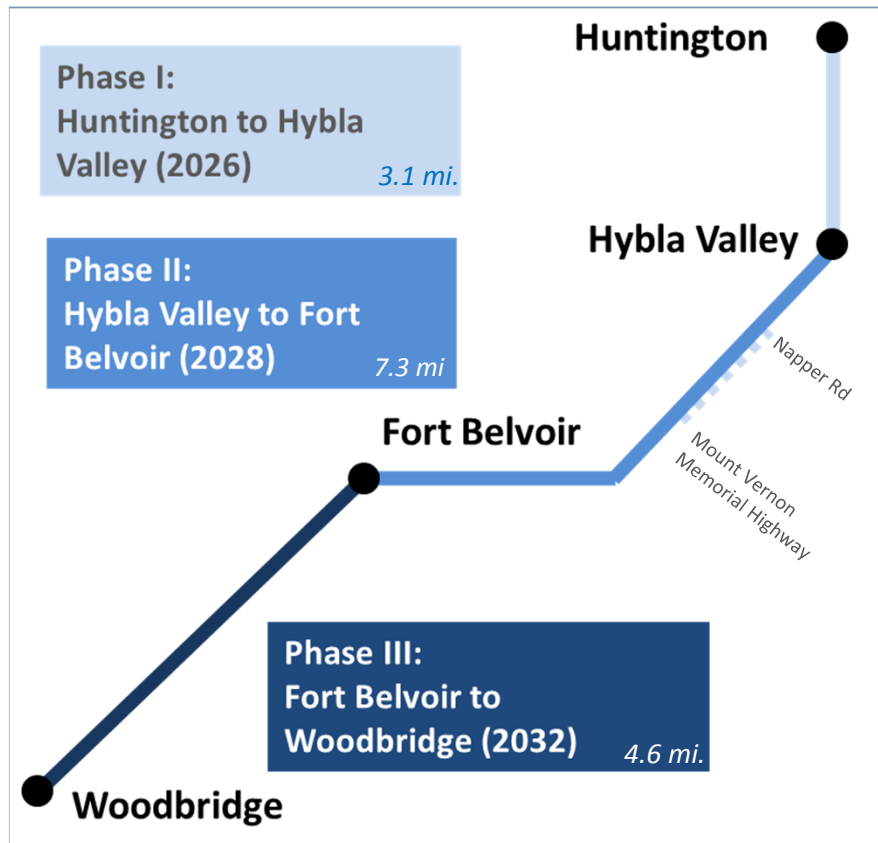 Huntington
Phase I:
Huntington to Hybla
Valley (2026)
3.1 mi.
Hybla Valley
Phase II:
Hybla Valley to Fort
Belvoir (2028)
7.3 mi
Napper Rd
Mount Vernon
Memorial Highway
Fort Belvoir
Phase III:
Fort Belvoir to
Woodbridge (2032)
4.6 mi.
Woodbridge